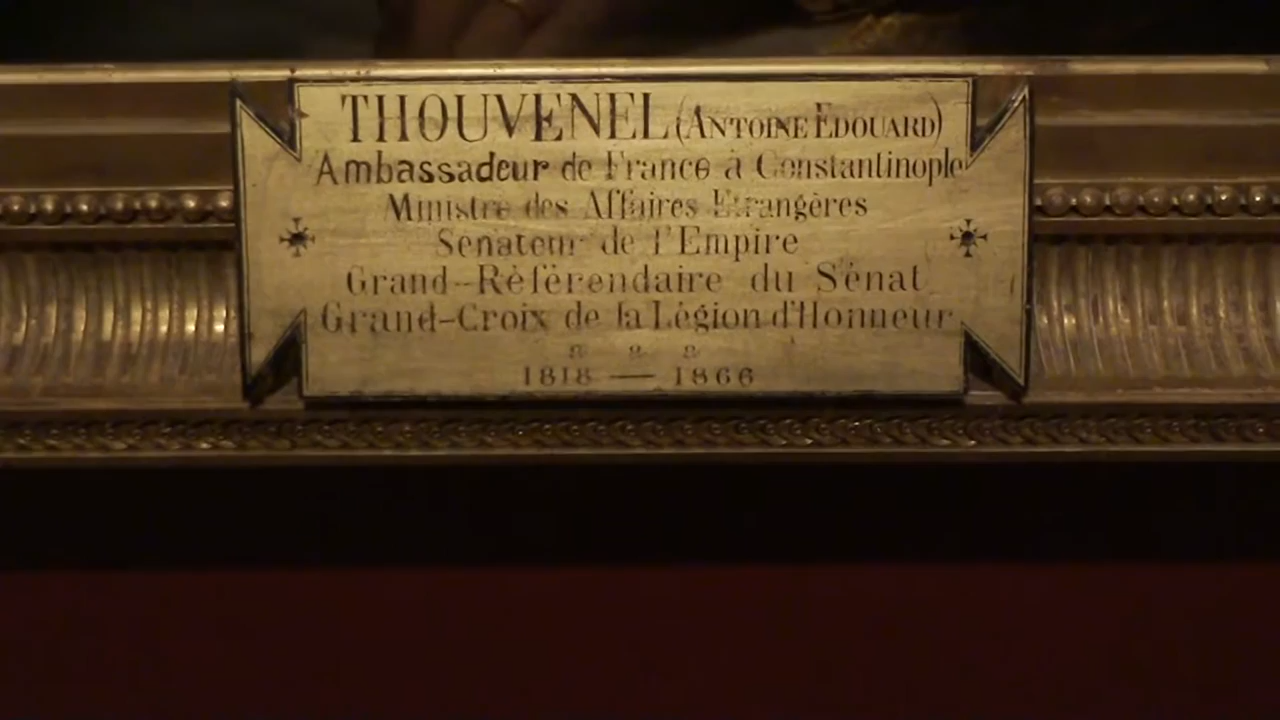 THOUVENEL (ANTOINE EDOUARD)
Ambassadeur de France à Constantinople
Ministre des Affaires Etrangères
Sénateur de l'Empire
Grand-Référendaire du Sénat
Grand-Croix de la Légion d'Honneur
1818 — 1866